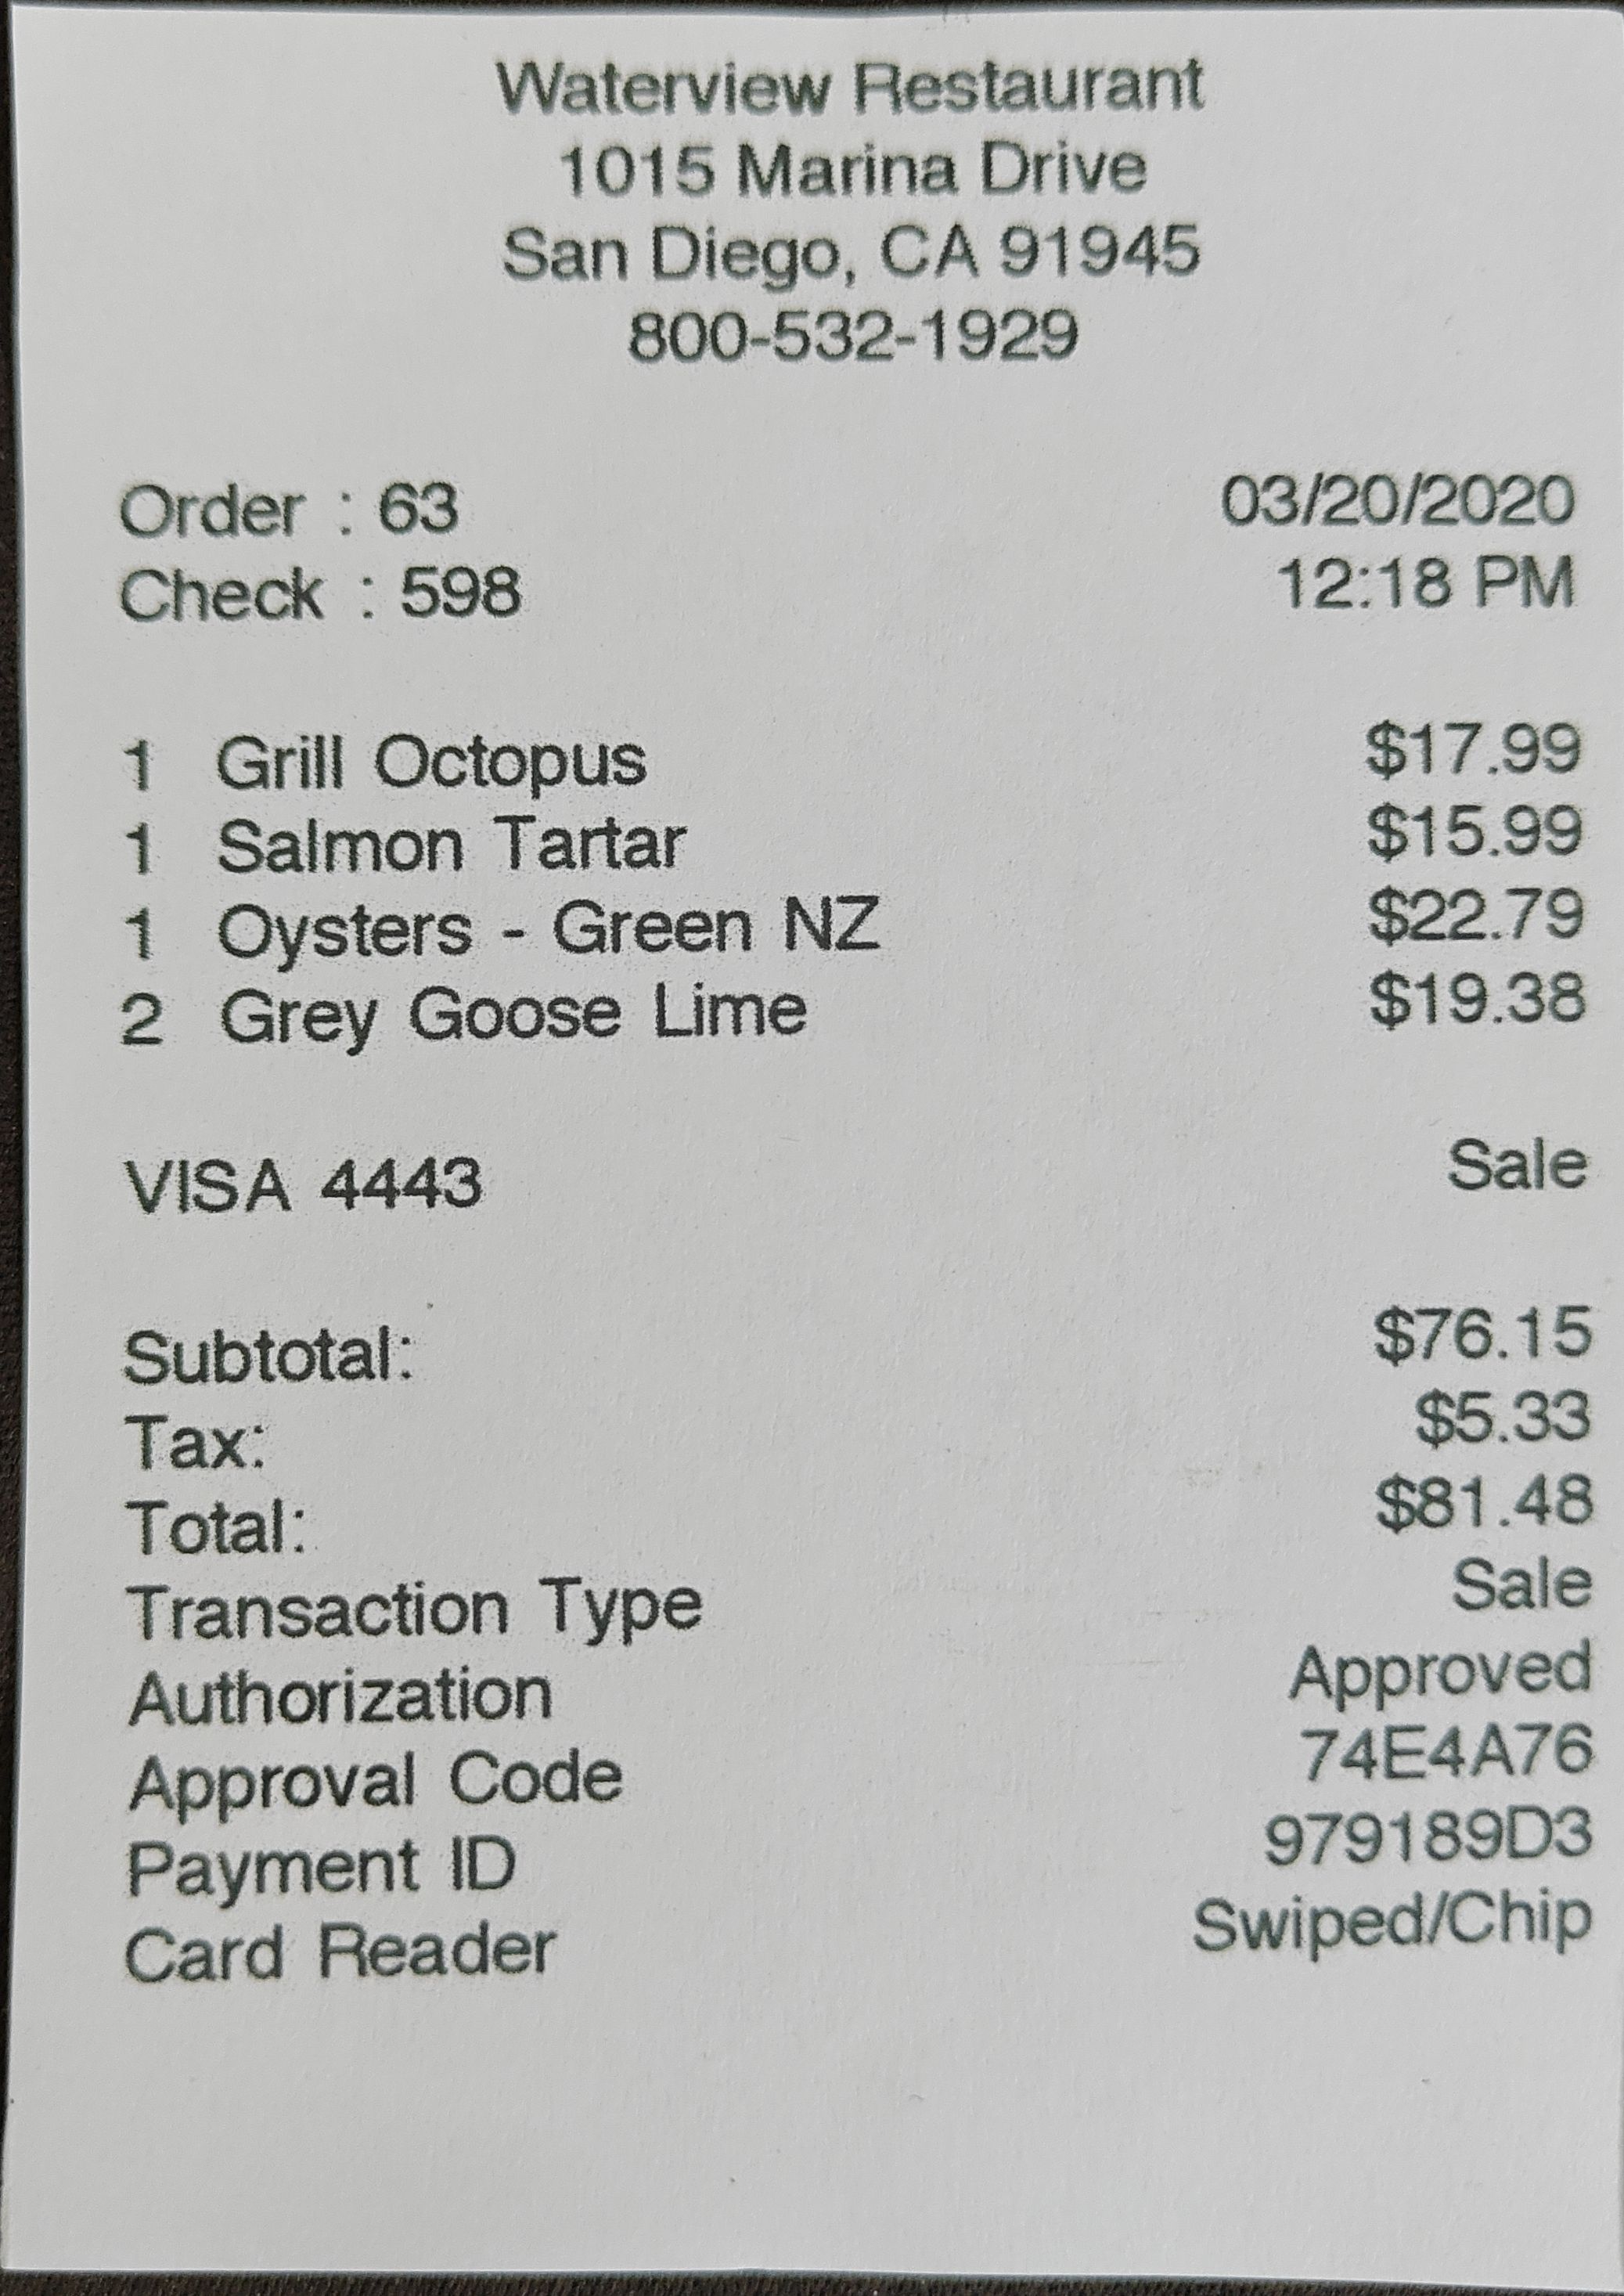 Waterview Restaurant
1015 Marina Drive
San Diego, CA 91945
800-532-1929
Order : 63 03/20/2020
Check : 598 12:18 PM
1 Grill Octopus $17.99
1 Salmon Tartar $15.99
1 Oysters - Green NZ $22.79
2 Grey Goose Lime $19.38
VISA 4443 Sale
Subtotal: $76.15
Tax: $5.33
Total: $81.48
Transaction Type Sale
Authorization Approved
Approval Code 74E4A76
Payment ID 979189D3
Card Reader Swiped/Chip